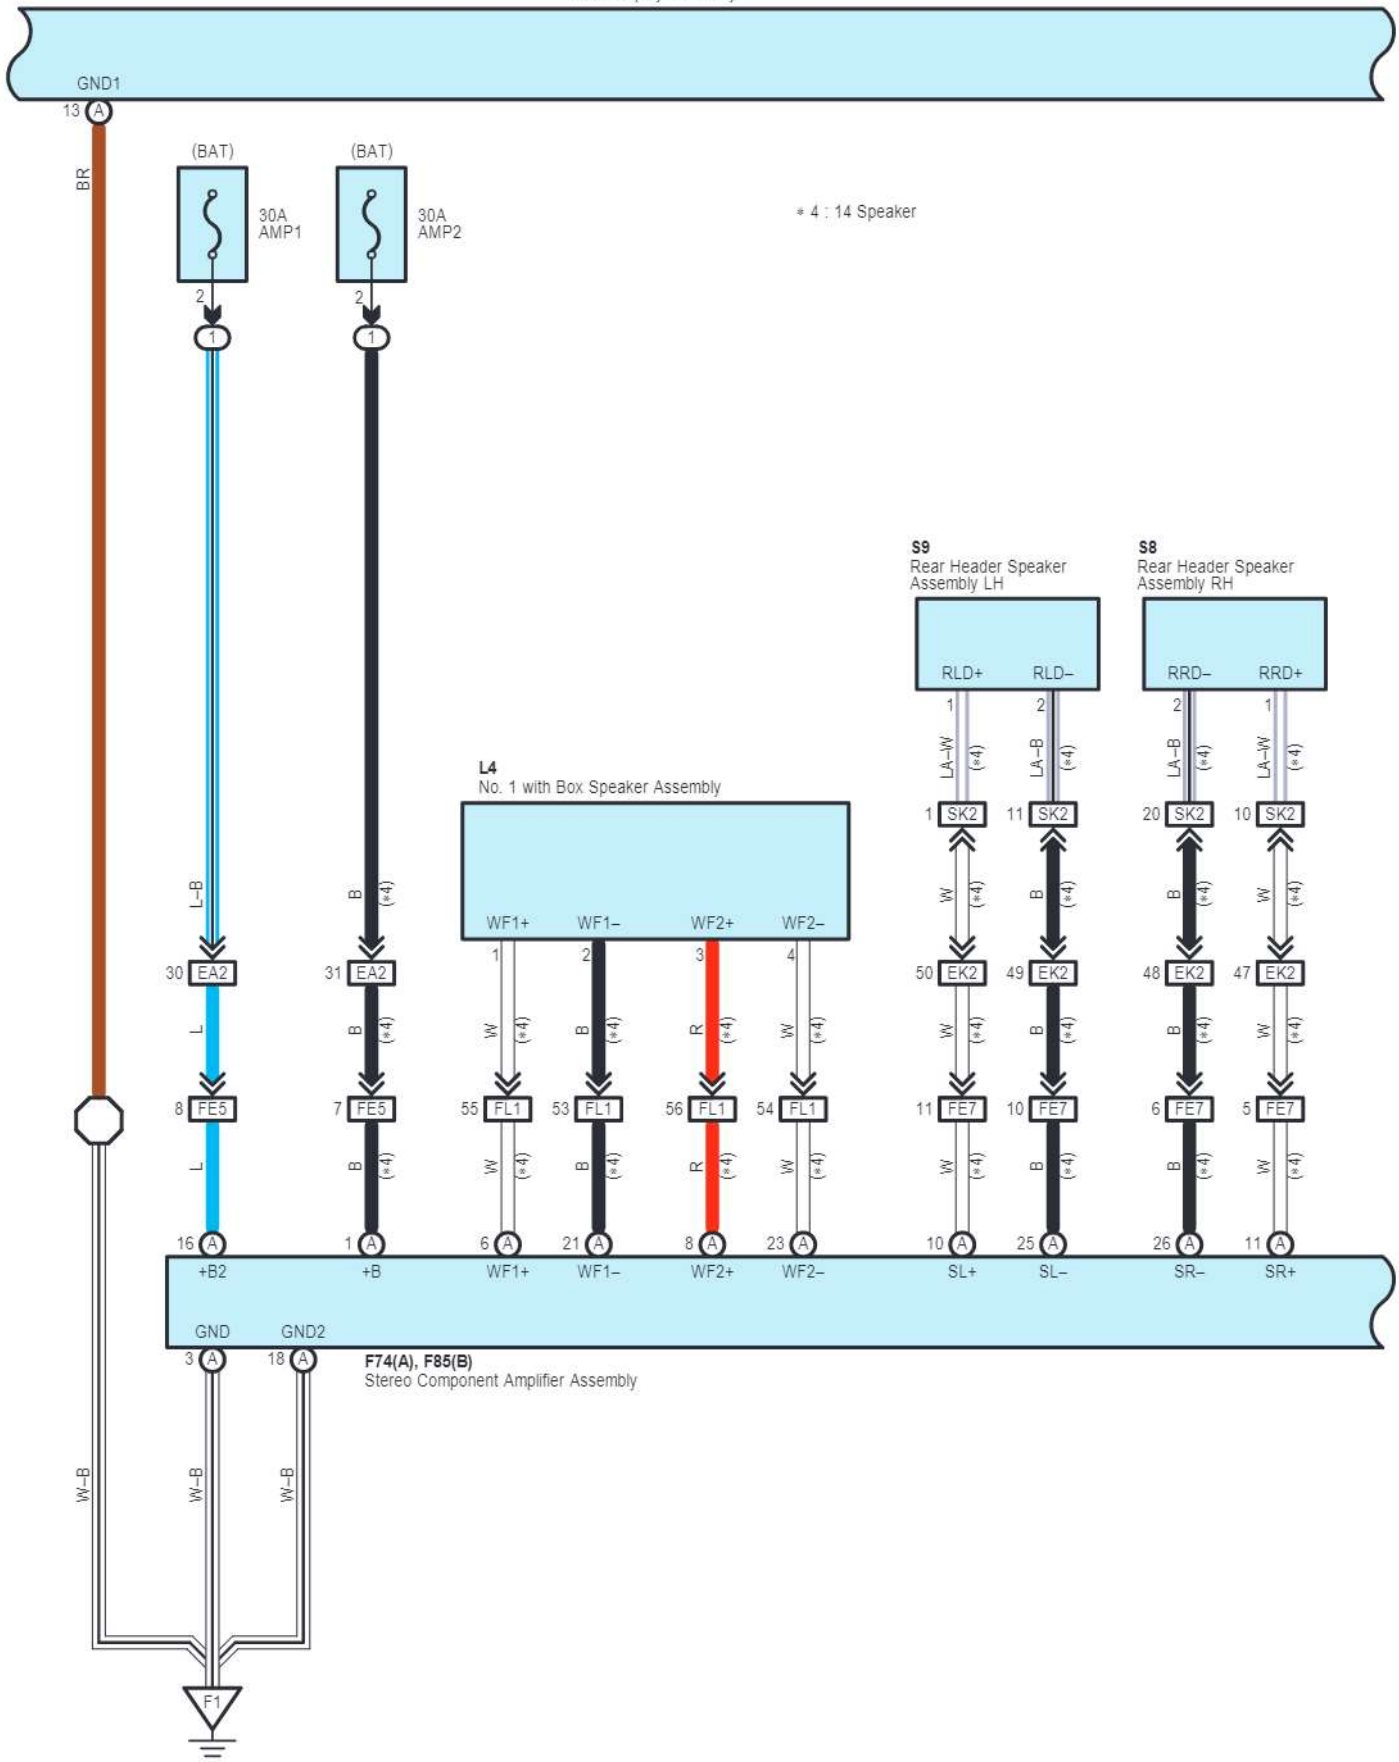 GND1
13 A
BR
(BAT)
30A
AMP1
2
1
(BAT)
30A
AMP2
2
1
* 4 : 14 Speaker
S9
Rear Header Speaker
Assembly LH
RLD+ RLD–
1 2
LA–W (*4) LA–B (*4)
S8
Rear Header Speaker
Assembly RH
RRD– RRD+
2 1
LA–B (*4) LA–W (*4)
L4
No. 1 with Box Speaker Assembly
WF1+ WF1– WF2+ WF2–
1 2 3 4
1 SK2 11 SK2 20 SK2 10 SK2
L–B B (*4) W (*4) B (*4) B (*4) W (*4)
30 EA2 31 EA2 50 EK2 49 EK2 48 EK2 47 EK2
L B (*4) W (*4) B (*4) R (*4) W (*4) W (*4) B (*4) B (*4) W (*4)
8 FE5 7 FE5 55 FL1 53 FL1 56 FL1 54 FL1 11 FE7 10 FE7 6 FE7 5 FE7
L B (*4) W (*4) B (*4) R (*4) W (*4) W (*4) B (*4) B (*4) W (*4)
16 A 1 A 6 A 21 A 8 A 23 A 10 A 25 A 26 A 11 A
+B2 +B WF1+ WF1– WF2+ WF2– SL+ SL– SR– SR+
GND GND2
3 A 18 A
F74(A), F85(B)
Stereo Component Amplifier Assembly
W–B W–B W–B
F1